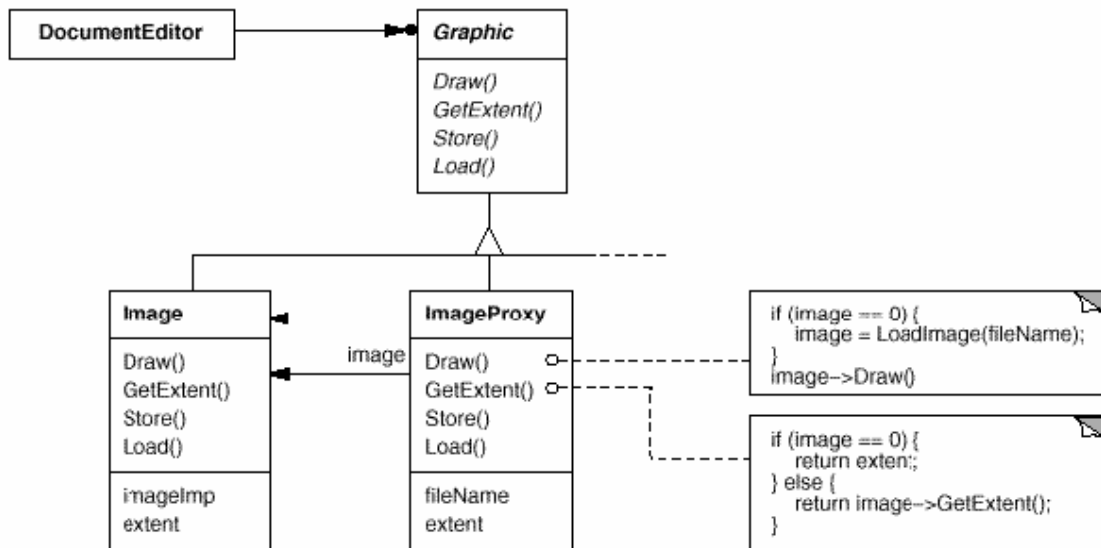 DocumentEditor
Graphic
Draw()
GetExtent()
Store()
Load()
Image
Draw()
GetExtent()
Store()
Load()
imageImp
extent
image
ImageProxy
Draw()
GetExtent()
Store()
Load()
fileName
extent
if (image == 0) {
image = LoadImage(fileName);
}
image->Draw()
if (image == 0) {
return extent;
} else {
return image->GetExtent();
}